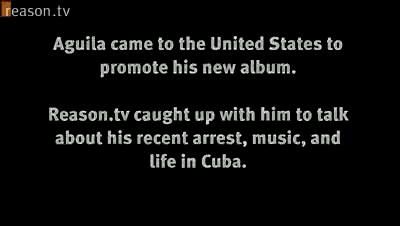 reason.tv
Aguila came to the United States to
promote his new album.
Reason.tv caught up with him to talk
about his recent arrest, music, and
life in Cuba.